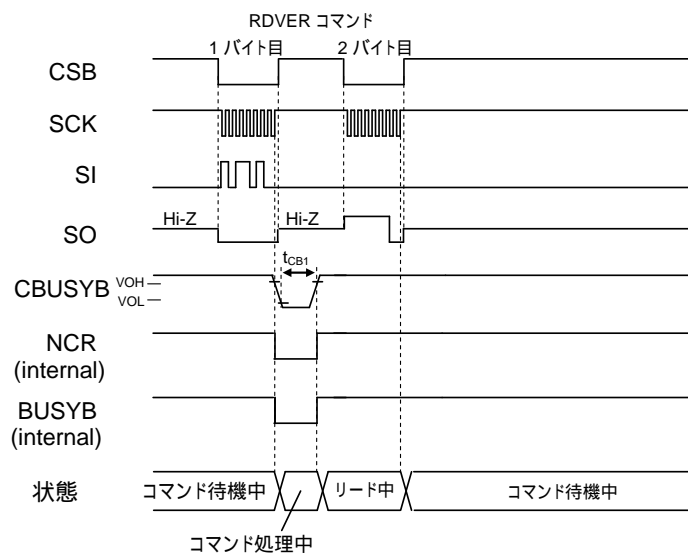 RDVER コマンド
1 バイト目
2 バイト目
CSB
SCK
SI
SO
Hi-Z
Hi-Z
tCB1
CBUSYB
VOH
VOL
NCR
(internal)
BUSYB
(internal)
状態
コマンド待機中
リード中
コマンド待機中
コマンド処理中